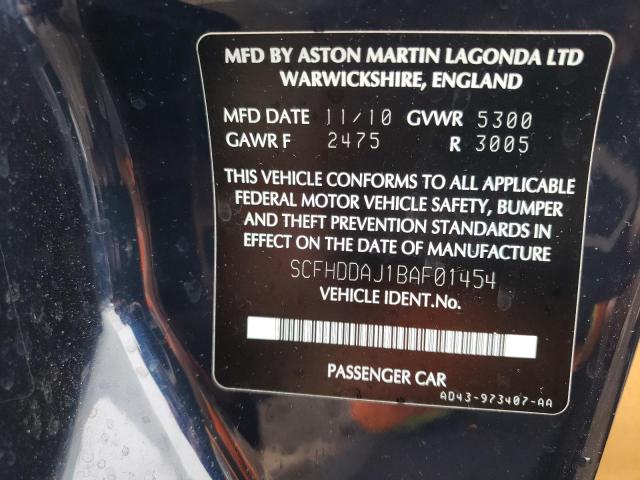 MFD BY ASTON MARTIN LAGONDA LTD
WARWICKSHIRE, ENGLAND
MFD DATE 11/10 GVWR 5300
GAWR F 2475 R 3005
THIS VEHICLE CONFORMS TO ALL APPLICABLE
FEDERAL MOTOR VEHICLE SAFETY, BUMPER
AND THEFT PREVENTION STANDARDS IN
EFFECT ON THE DATE OF MANUFACTURE
SCFHDDAJ1BAF01454
VEHICLE IDENT.No.
PASSENGER CAR
AD43-973407-AA